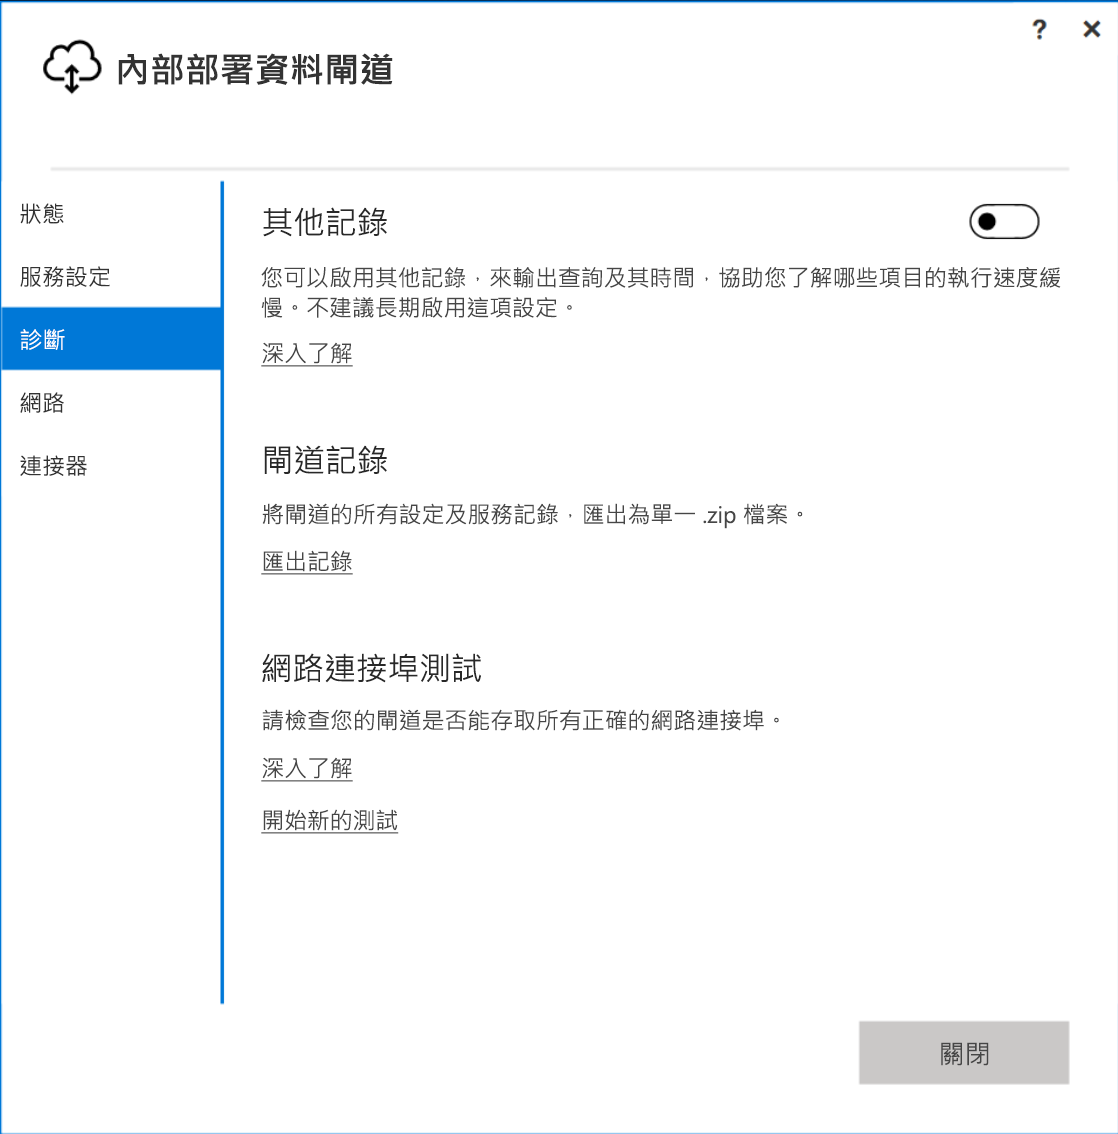 ?
內部部署資料閘道
狀態
服務設定
診斷
網路
連接器
其他記錄
您可以啟用其他記錄，來輸出查詢及其時間，協助您了解哪些項目的執行速度緩
慢。不建議長期啟用這項設定。
深入了解
閘道記錄
將閘道的所有設定及服務記錄，匯出為單一 .zip 檔案。
匯出記錄
網路連接埠測試
請檢查您的閘道是否能存取所有正確的網路連接埠。
深入了解
開始新的測試
關閉